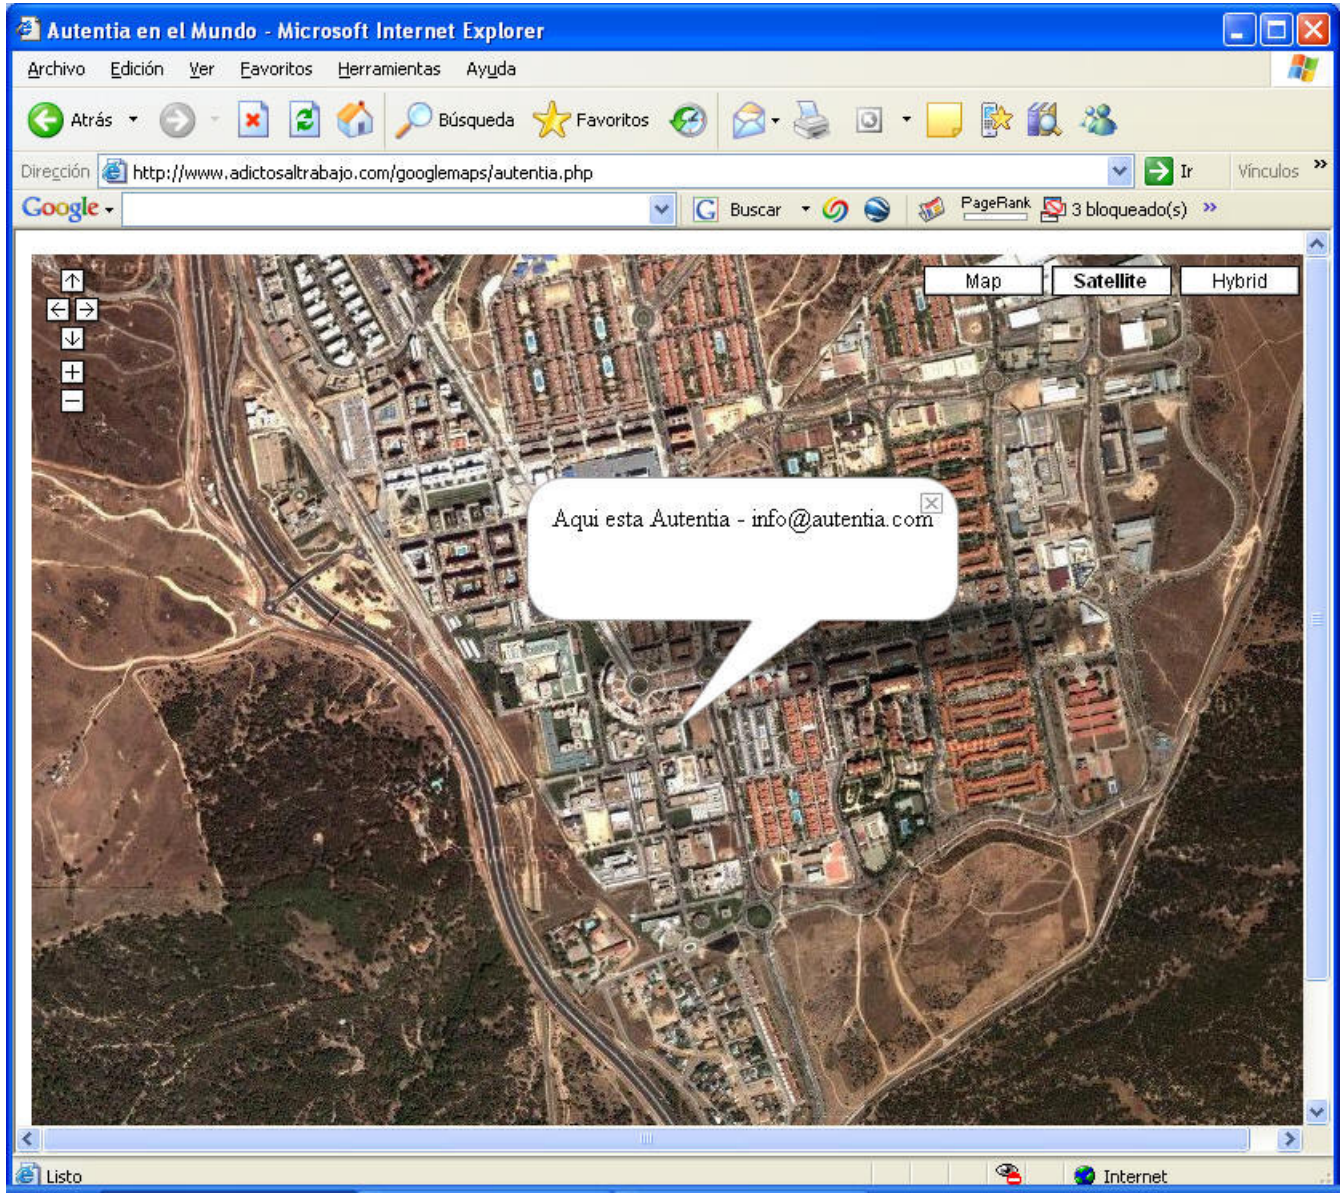 Autentia en el Mundo - Microsoft Internet Explorer
Archivo Edición Ver Favoritos Herramientas Ayuda
Atrás Búsqueda Favoritos
Dirección http://www.adictosaltrabajo.com/googlemaps/autentia.php Ir Vínculos »
Google Buscar PageRank 3 bloqueado(s) »
Map Satellite Hybrid
Aqui esta Autentia - info@autentia.com
Listo Internet